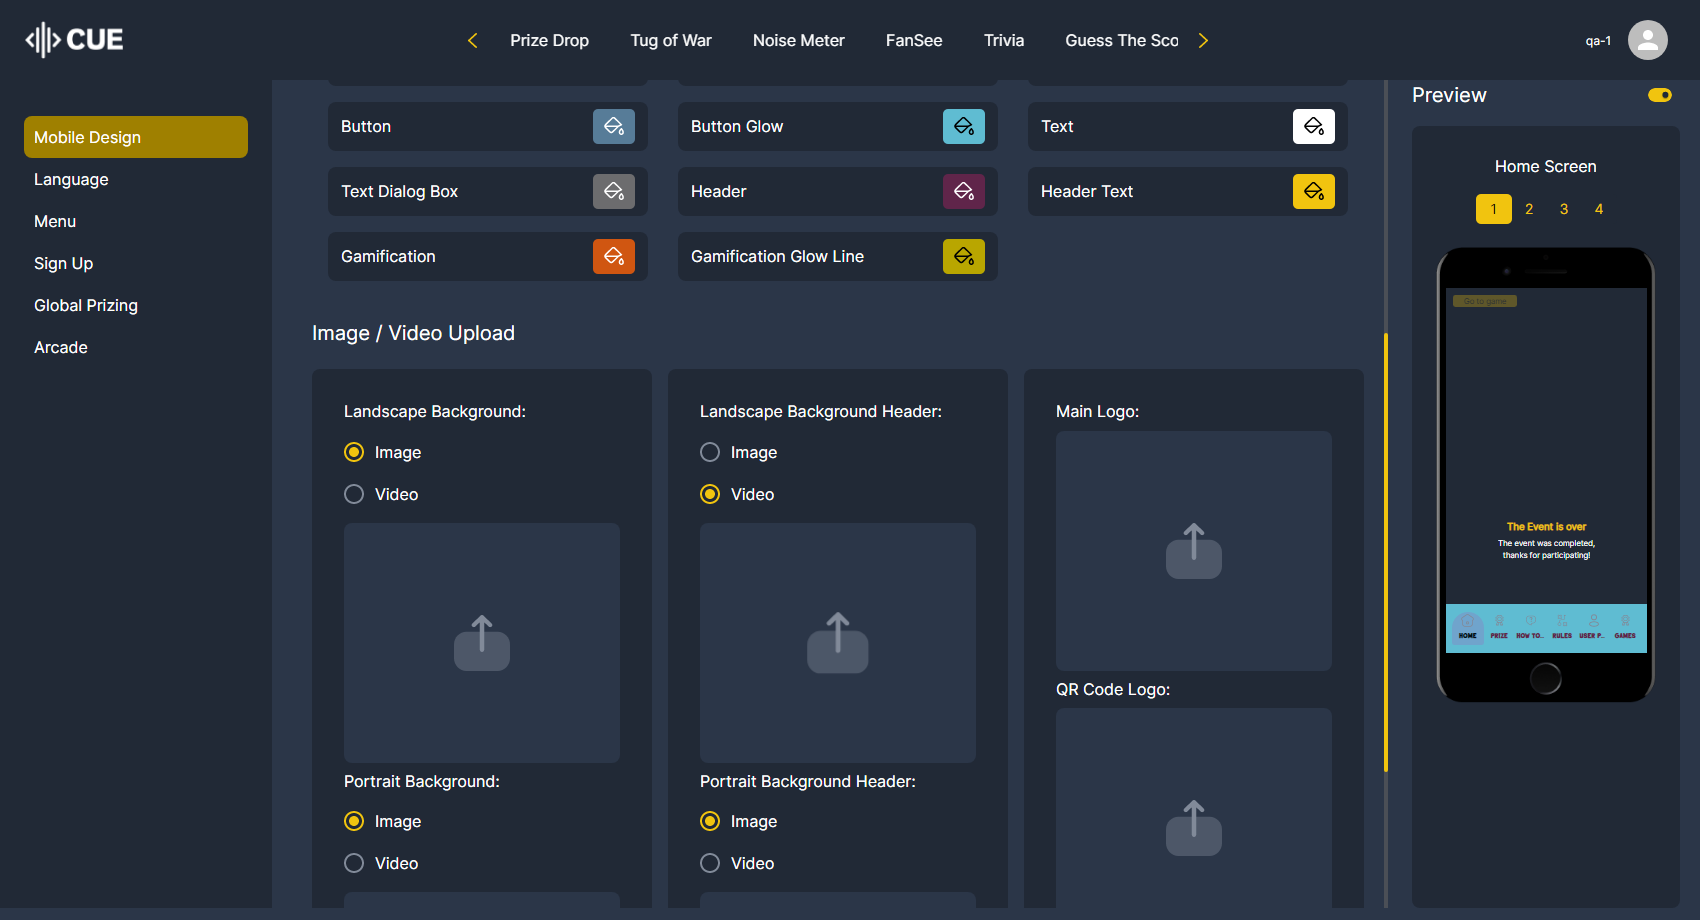 CUE
Prize Drop
Tug of War
Noise Meter
FanSee
Trivia
Guess The Sco
qa-1
Mobile Design
Language
Menu
Sign Up
Global Prizing
Arcade
Button
Button Glow
Text
Text Dialog Box
Header
Header Text
Gamification
Gamification Glow Line
Image / Video Upload
Landscape Background:
Image
Video
Portrait Background:
Image
Video
Landscape Background Header:
Image
Video
Portrait Background Header:
Image
Video
Main Logo:
QR Code Logo:
Preview
Home Screen
1 2 3 4
Go to game
The Event is over
The event was completed,
thanks for participating!
HOME PRIZE HOW TO.. RULES USER P.. GAMES